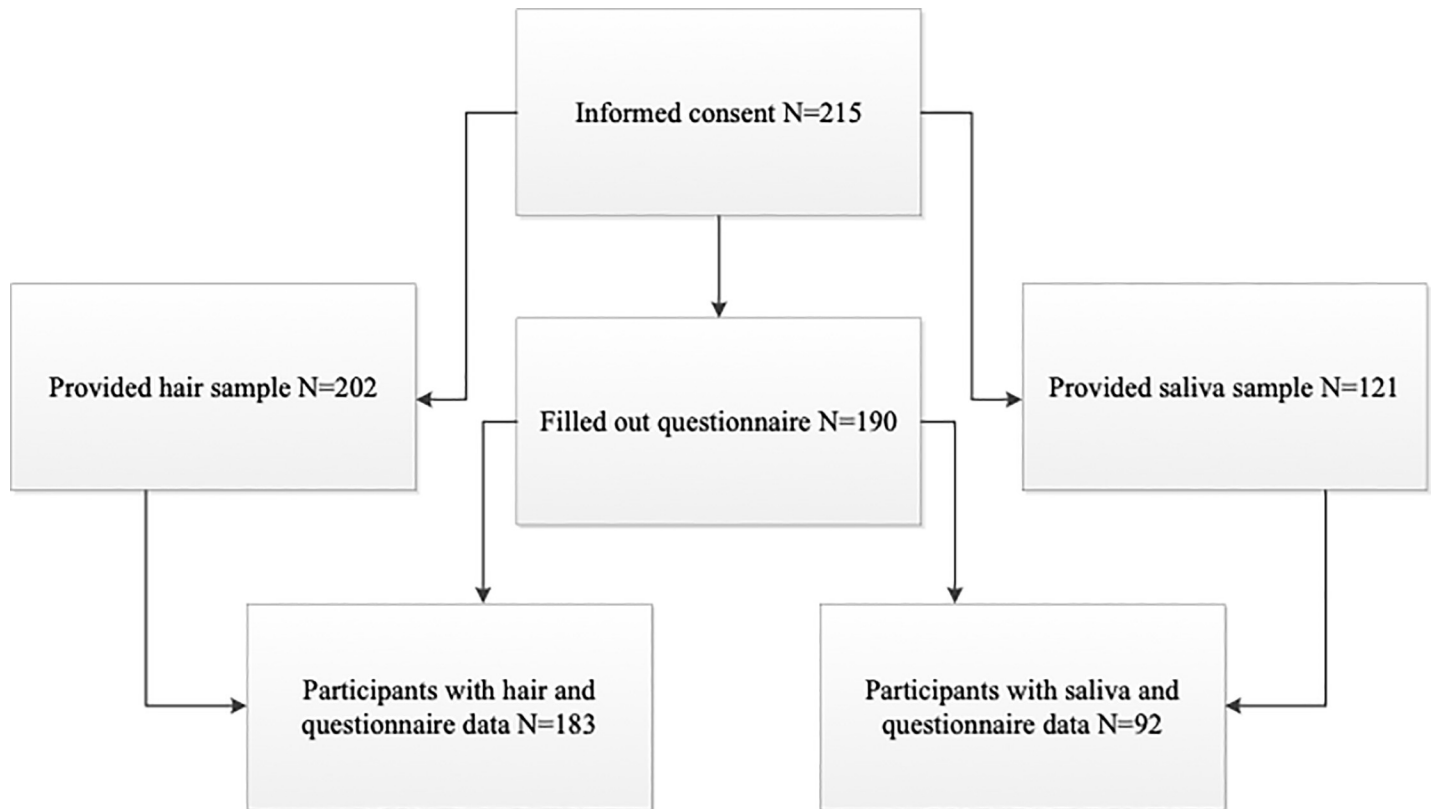 Informed consent N=215
Provided hair sample N=202
Filled out questionnaire N=190
Provided saliva sample N=121
Participants with hair and
questionnaire data N=183
Participants with saliva and
questionnaire data N=92